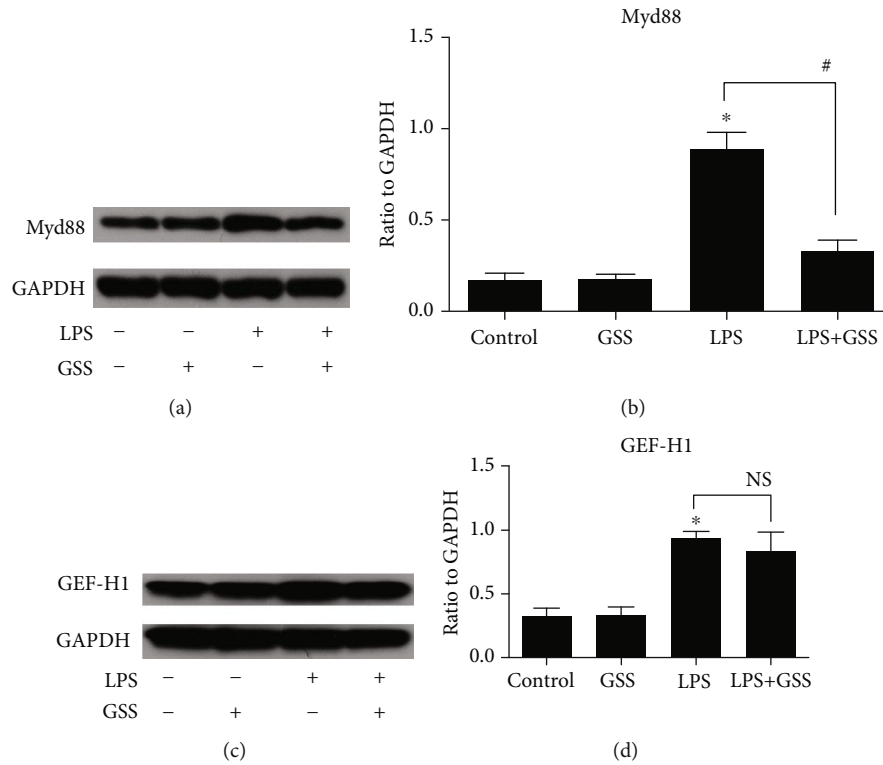 Myd88
GAPDH
LPS − − + +
GSS − + − +
(a)
Myd88
Ratio to GAPDH
1.5
1.0
0.5
0.0
*
#
Control GSS LPS LPS+GSS
(b)
GEF-H1
GAPDH
LPS − − + +
GSS − + − +
(c)
GEF-H1
Ratio to GAPDH
1.5
1.0
0.5
0.0
*
NS
Control GSS LPS LPS+GSS
(d)